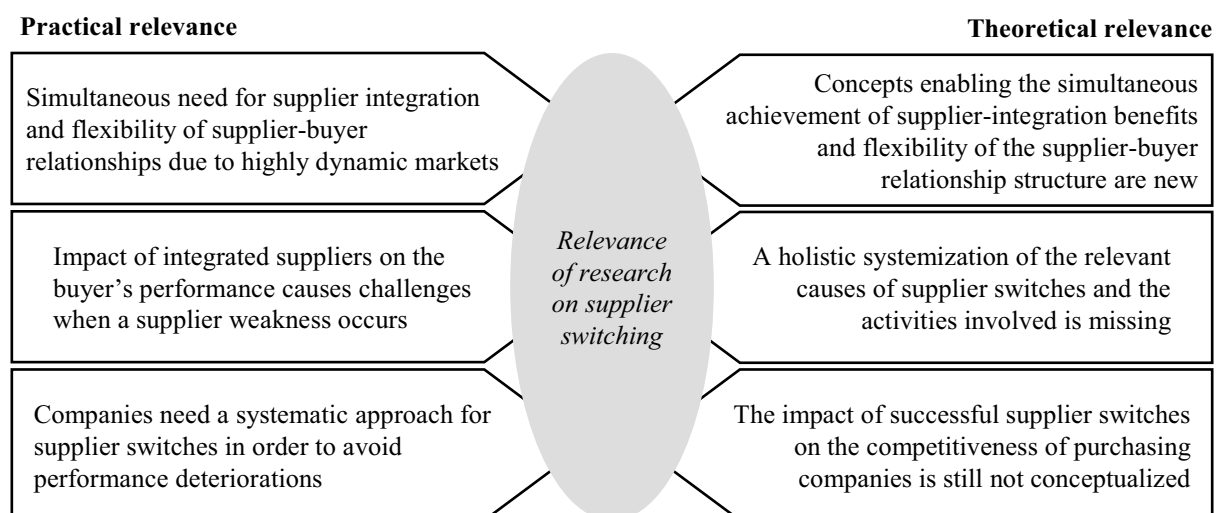 Practical relevance
Theoretical relevance
Simultaneous need for supplier integration
and flexibility of supplier-buyer
relationships due to highly dynamic markets
Impact of integrated suppliers on the
buyer's performance causes challenges
when a supplier weakness occurs
Companies need a systematic approach for
supplier switches in order to avoid
performance deteriorations
Relevance
of research
on supplier
switching
Concepts enabling the simultaneous
achievement of supplier-integration benefits
and flexibility of the supplier-buyer
relationship structure are new
A holistic systemization of the relevant
causes of supplier switches and the
activities involved is missing
The impact of successful supplier switches
on the competitiveness of purchasing
companies is still not conceptualized